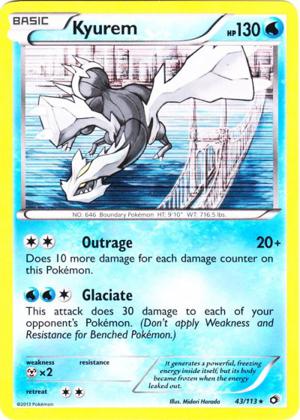 BASIC
Kyurem
HP130
NO. 646 Boundary Pokémon HT: 9'10" WT: 716.5 lbs.
Outrage 20+
Does 10 more damage for each damage counter on
this Pokémon.
Glaciate
This attack does 30 damage to each of your
opponent's Pokémon. (Don't apply Weakness and
Resistance for Benched Pokémon.)
weakness resistance
×2
retreat
It generates a powerful, freezing
energy inside itself, but its body
became frozen when the energy
leaked out.
Illus. Midori Harada
43/113
©2013 Pokémon